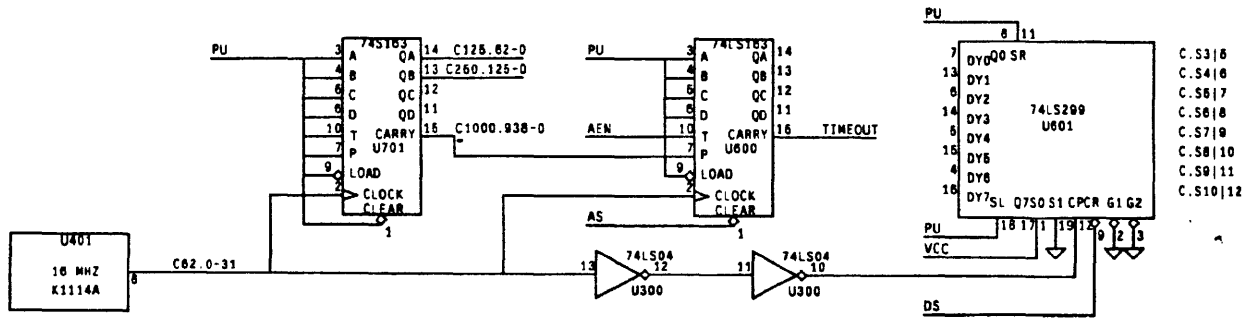 PU
3 A 74S163 QA 14 C125.62-0
4 B QB 13 C250.125-0
5 C QC 12
6 D QD 11
10 T CARRY 15 C1000.938-0
7 P U701
9 LOAD
2 CLOCK
CLEAR
1
PU
3 A 74LS163 QA 14
4 B QB 13
5 C QC 12
6 D QD 11
AEN 10 T CARRY 15 TIMEOUT
7 P U600
9 LOAD
2 CLOCK
CLEAR
AS 1
PU
6 11
7 DY0 Q0 SR
13 DY1
6 DY2
14 DY3
5 DY4
15 DY5
4 DY6
16 DY7
74LS299
U601
SL Q7 S0 S1 CP CR G1 G2
PU 18 17 1 19 12 9 2 3
VCC
DS
C.S3|5
C.S4|6
C.S5|7
C.S6|8
C.S7|9
C.S8|10
C.S9|11
C.S10|12
U401
16 MHZ
K1114A
8
C62.0-31
13 74LS04 12
U300
11 74LS04 10
U300